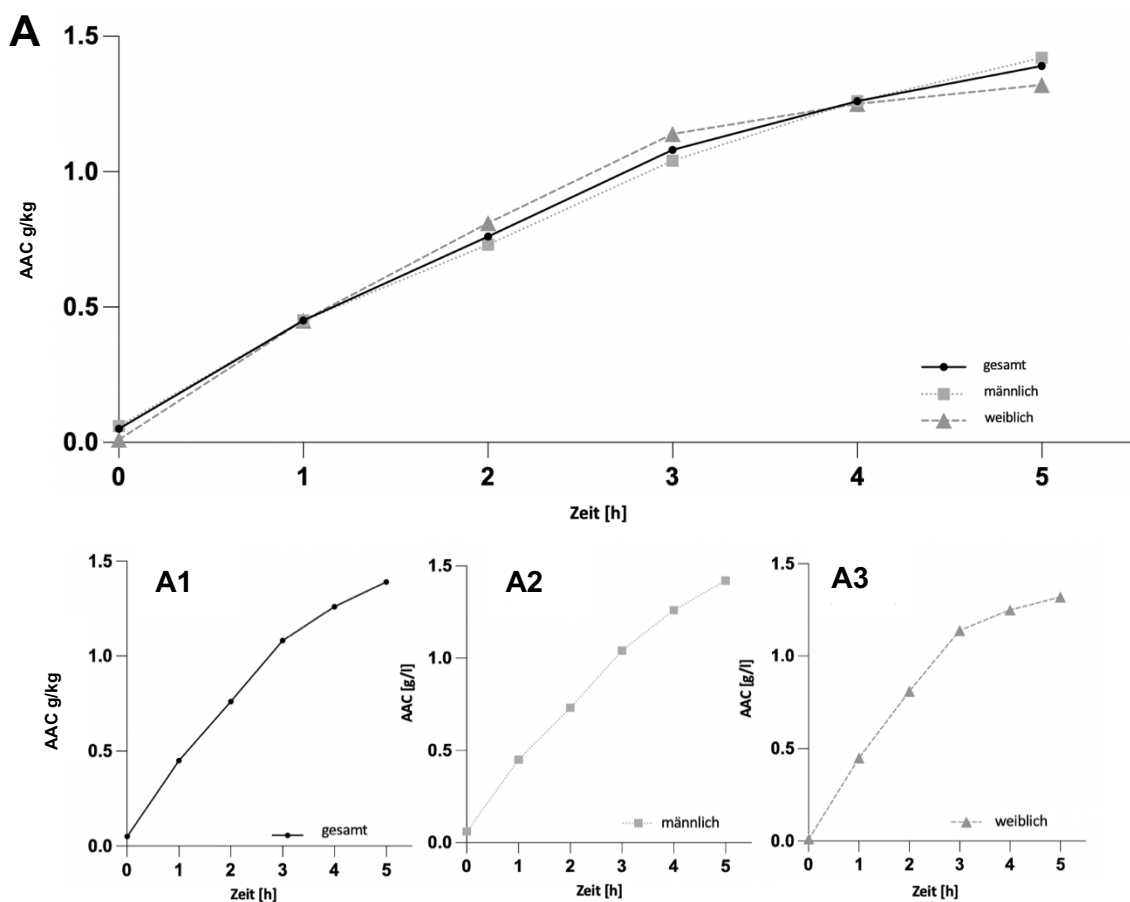 A
1.5
1.0
0.5
0.0
AAC g/kg
0 1 2 3 4 5
Zeit [h]
gesamt
männlich
weiblich
A1
1.5
1.0
0.5
0.0
AAC g/kg
0 1 2 3 4 5
Zeit [h]
gesamt
A2
1.5
1.0
0.5
0.0
AAC [g/l]
0 1 2 3 4 5
Zeit [h]
männlich
A3
1.5
1.0
0.5
0.0
AAC [g/l]
0 1 2 3 4 5
Zeit [h]
weiblich